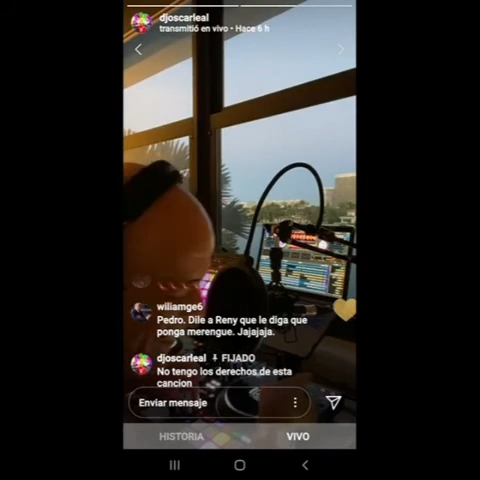 djoscarleal
transmitió en vivo • Hace 6 h
wiliamge6
Pedro. Dile a Reny que le diga que
ponga merengue. Jajajaja.
djoscarleal FIJADO
No tengo los derechos de esta
cancion
Enviar mensaje
HISTORIA VIVO